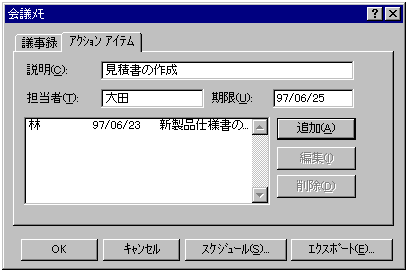 会議ﾒﾓ
議事録 ｱｸｼｮﾝ ｱｲﾃﾑ
説明(C): 見積書の作成
担当者(T): 六田 期限(U): 97/06/25
林 97/06/23 新製品仕様書の...
追加(A)
編集(I)
削除(D)
OK ｷｬﾝｾﾙ ｽｹｼﾞｭｰﾙ(S)... ｴｸｽﾎﾟｰﾄ(E)...